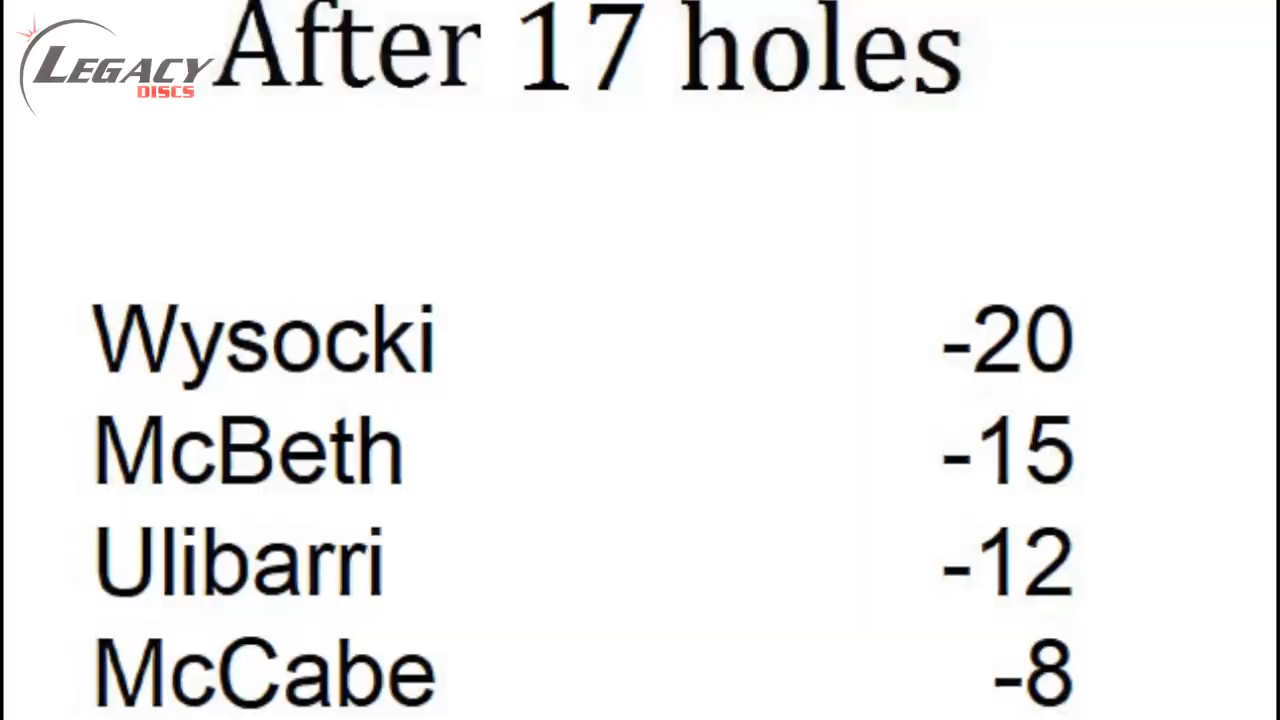 LEGACY
DISCS
After 17 holes
Wysocki -20
McBeth -15
Ulibarri -12
McCabe -8